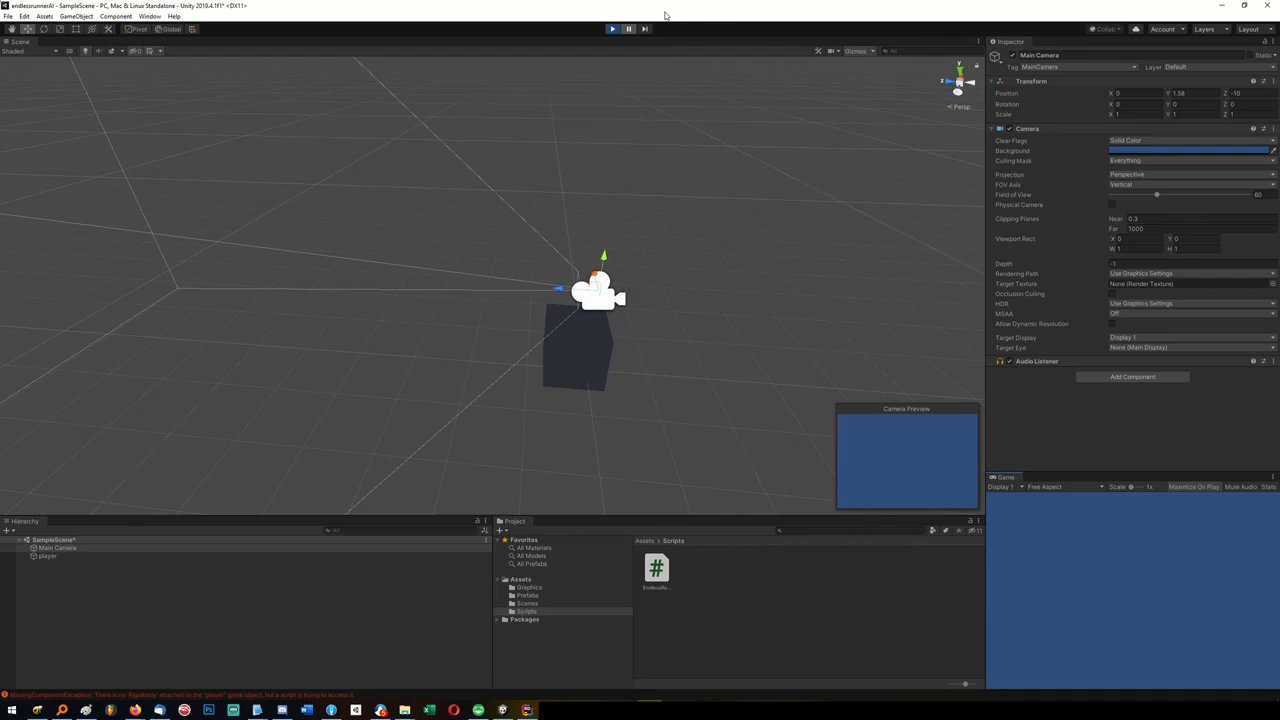 endlessrunnerAI - SampleScene - PC, Mac & Linux Standalone - Unity 2019.4.1f1* <DX11>
File Edit Assets GameObject Component Window Help
Pivot Global Collab Account Layers Layout
Scene
Shaded 2D Gizmos All
y
z
Persp
Inspector
Main Camera Static
Tag MainCamera Layer Default
Transform
Position X 0 Y 1.58 Z -10
Rotation X 0 Y 0 Z 0
Scale X 1 Y 1 Z 1
Camera
Clear Flags Solid Color
Background
Culling Mask Everything
Projection Perspective
FOV Axis Vertical
Field of View 60
Physical Camera
Clipping Planes Near 0.3
Far 1000
Viewport Rect X 0 Y 0
W 1 H 1
Depth -1
Rendering Path Use Graphics Settings
Target Texture None (Render Texture)
Occlusion Culling
HDR Use Graphics Settings
MSAA Off
Allow Dynamic Resolution
Target Display Display 1
Target Eye None (Main Display)
Audio Listener
Add Component
Camera Preview
Game
Display 1 Free Aspect Scale 1x Maximize On Play Mute Audio Stats
Hierarchy
All
SampleScene*
Main Camera
player
Project
11
Favorites
All Materials
All Models
All Prefabs
Assets
Graphics
Prefabs
Scenes
Scripts
Packages
Assets > Scripts
#
EndessRu...
MissingComponentException: There is no 'Rigidbody' attached to the "player" game object, but a script is trying to access it.